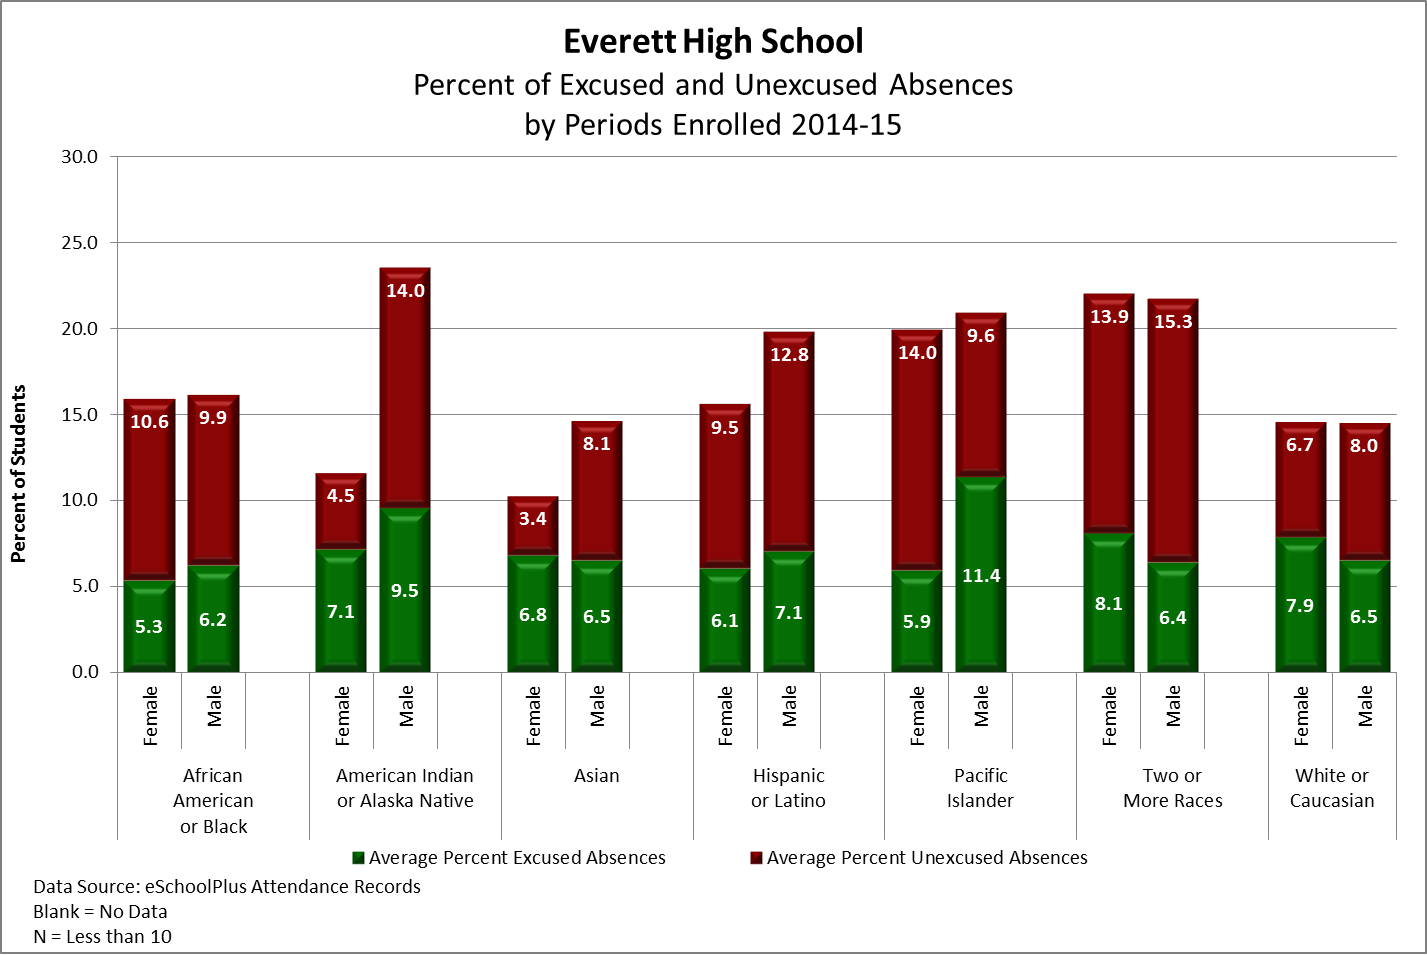 Everett High School
Percent of Excused and Unexcused Absences
by Periods Enrolled 2014-15
30.0
25.0
20.0
15.0
10.0
5.0
0.0
Percent of Students
10.6
9.9
4.5
14.0
3.4
8.1
9.5
12.8
14.0
9.6
13.9
15.3
6.7
8.0
5.3
6.2
7.1
9.5
6.8
6.5
6.1
7.1
5.9
11.4
8.1
6.4
7.9
6.5
Female
Male
Female
Male
Female
Male
Female
Male
Female
Male
Female
Male
Female
Male
African
American
or Black
American Indian
or Alaska Native
Asian
Hispanic
or Latino
Pacific
Islander
Two or
More Races
White or
Caucasian
Average Percent Excused Absences
Average Percent Unexcused Absences
Data Source: eSchoolPlus Attendance Records
Blank = No Data
N = Less than 10